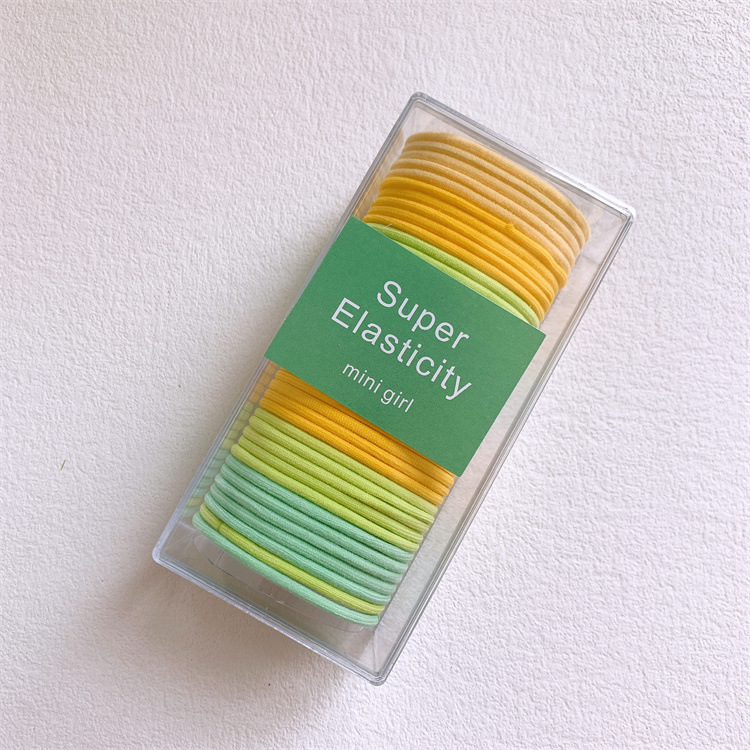 Super
Elasticity
mini girl